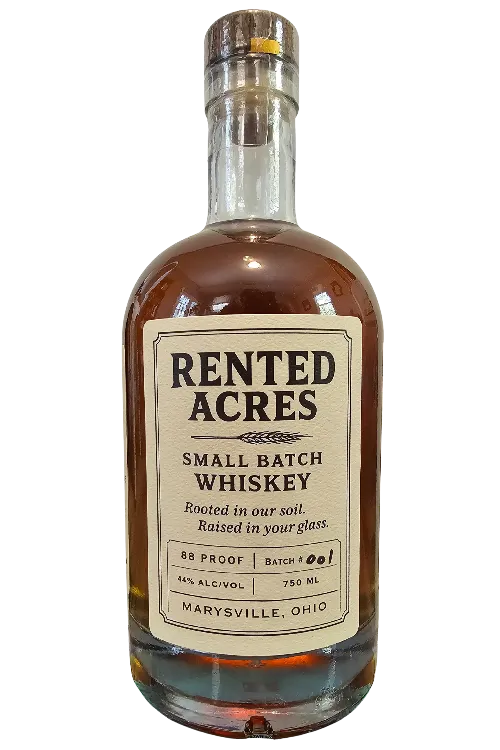 RENTED
ACRES
SMALL BATCH
WHISKEY
Rooted in our soil.
Raised in your glass.
88 PROOF
BATCH # 001
44% ALC/VOL
750 ML
MARYSVILLE, OHIO